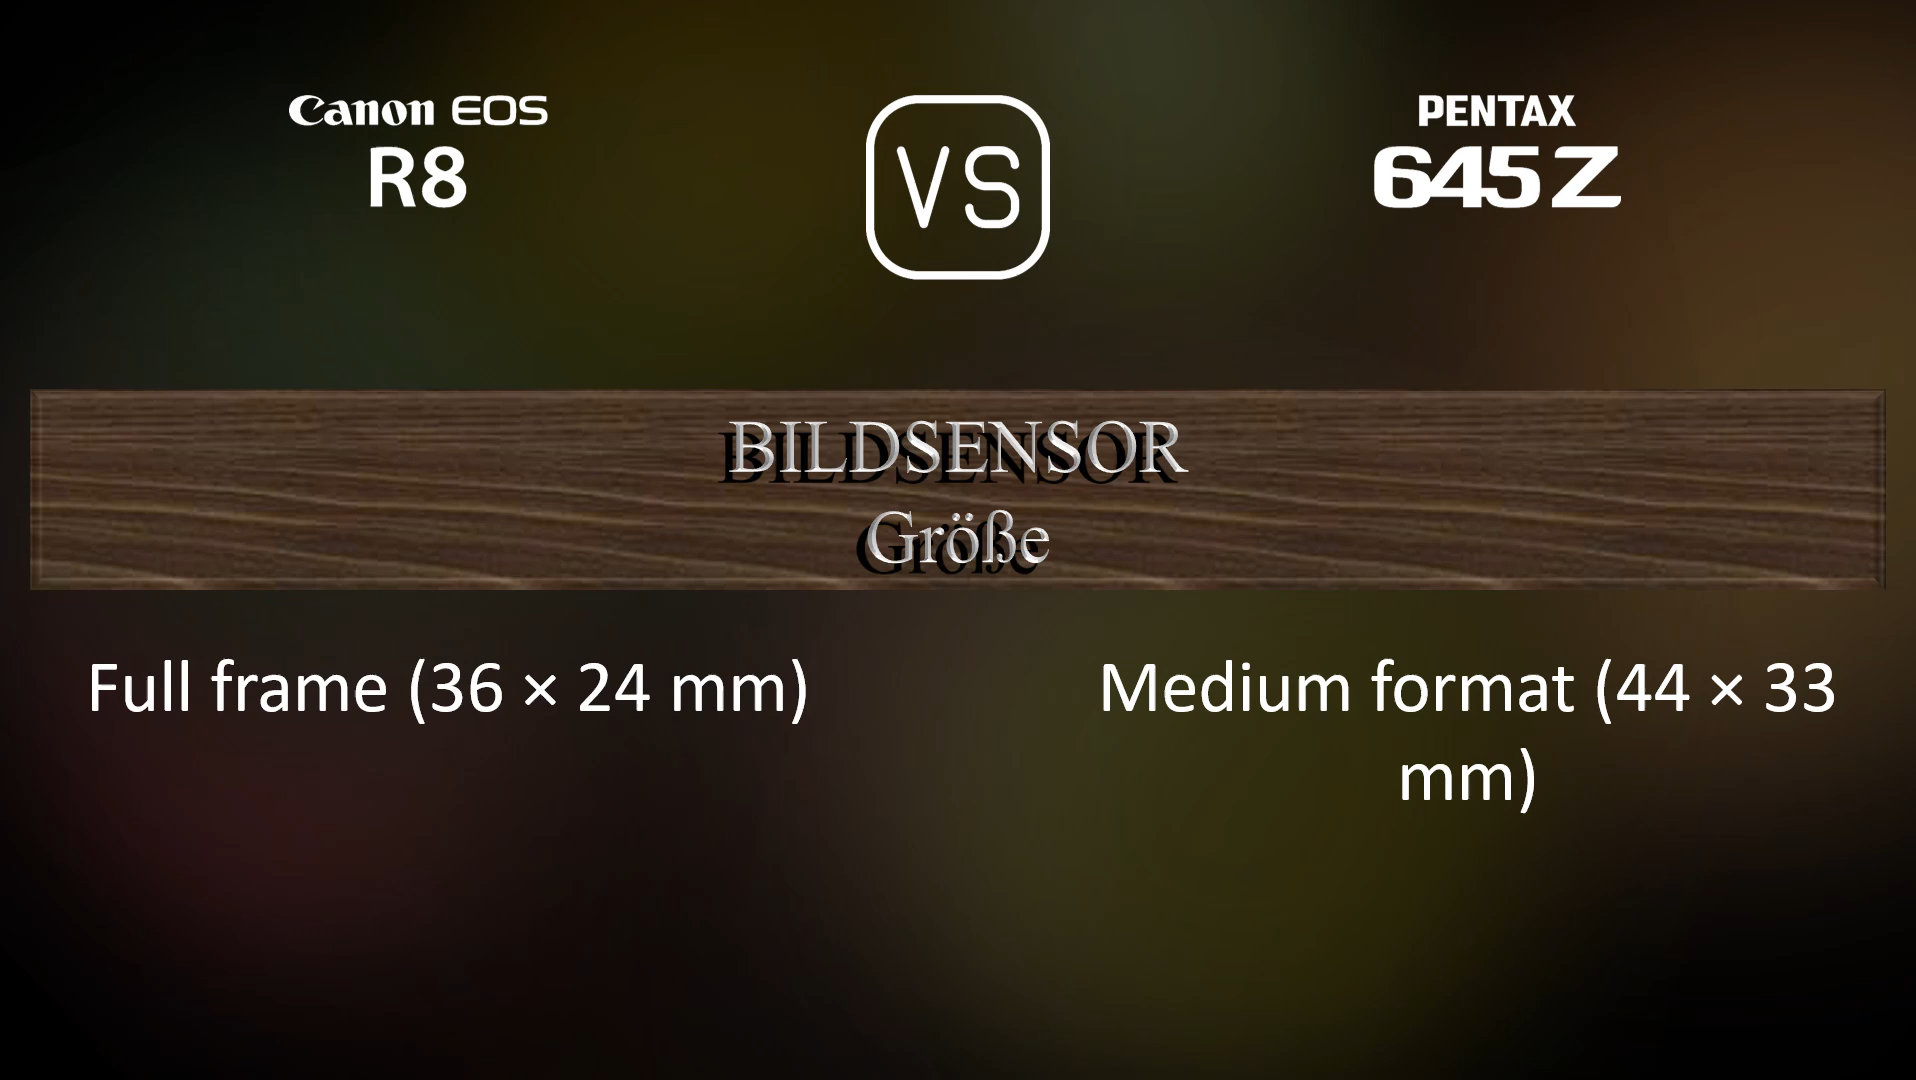 Canon EOS
R8
VS
PENTAX
645Z
BILDSENSOR
Größe
Full frame (36 × 24 mm)
Medium format (44 × 33
mm)